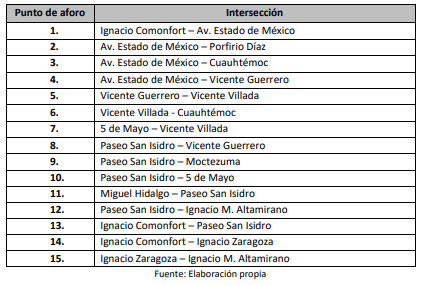 Punto de aforo Intersección
1. Ignacio Comonfort – Av. Estado de México
2. Av. Estado de México – Porfirio Díaz
3. Av. Estado de México – Cuauhtémoc
4. Av. Estado de México – Vicente Guerrero
5. Vicente Guerrero – Vicente Villada
6. Vicente Villada - Cuauhtémoc
7. 5 de Mayo – Vicente Villada
8. Paseo San Isidro – Vicente Guerrero
9. Paseo San Isidro – Moctezuma
10. Paseo San Isidro – 5 de Mayo
11. Miguel Hidalgo – Paseo San Isidro
12. Paseo San Isidro – Ignacio M. Altamirano
13. Ignacio Comonfort – Paseo San Isidro
14. Ignacio Comonfort – Ignacio Zaragoza
15. Ignacio Zaragoza – Ignacio M. Altamirano
Fuente: Elaboración propia